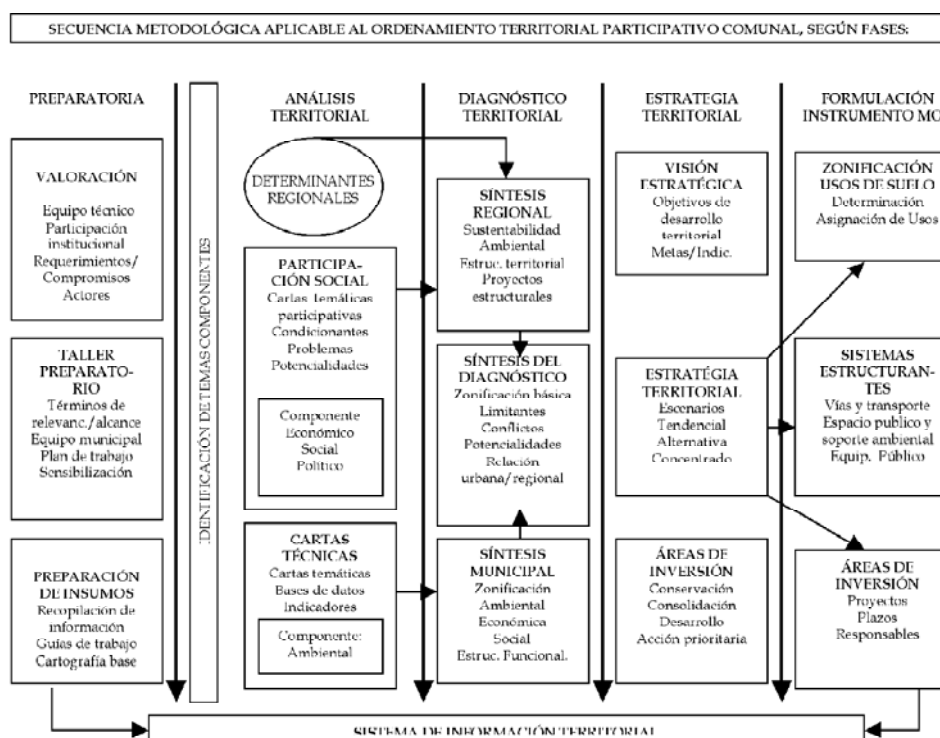 SECUENCIA METODOLÓGICA APLICABLE AL ORDENAMIENTO TERRITORIAL PARTICIPATIVO COMUNAL, SEGÚN FASES:
PREPARATORIA
VALORACIÓN
Equipo técnico
Participación
institucional
Requerimientos/
Compromisos
Actores
TALLER
PREPARATO-
RIO
Términos de
relevanc./alcance
Equipo municipal
Plan de trabajo
Sensibilización
PREPARACIÓN
DE INSUMOS
Recopilación de
información
Guías de trabajo
Cartografía base
IDENTIFICACIÓN DE TEMAS COMPONENTES
ANÁLISIS
TERRITORIAL
DETERMINANTES
REGIONALES
PARTICIPA-
CIÓN SOCIAL
Cartas temáticas
participativas
Condicionantes
Problemas
Potencialidades
Componente
Económico
Social
Político
CARTAS
TÉCNICAS
Cartas temáticas
Bases de datos
Indicadores
Componente:
Ambiental
DIAGNÓSTICO
TERRITORIAL
SÍNTESIS
REGIONAL
Sustentabilidad
Ambiental
Estruc. territorial
Proyectos
estructurales
SÍNTESIS DEL
DIAGNÓSTICO
Zonificación básica
Limitantes
Conflictos
Potencialidades
Relación
urbana/regional
SÍNTESIS
MUNICIPAL
Zonificación
Ambiental
Económica
Social
Estruc. Funcional.
ESTRATEGIA
TERRITORIAL
VISIÓN
ESTRATÉGICA
Objetivos de
desarrollo
territorial
Metas/Indic.
ESTRATÉGIA
TERRITORIAL
Escenarios
Tendencial
Alternativa
Concentrado
ÁREAS DE
INVERSIÓN
Conservación
Consolidación
Desarrollo
Acción prioritaria
FORMULACIÓN
INSTRUMENTO
ZONIFICACIÓN
USOS DE SUELO
Determinación
Asignación de Usos
SISTEMAS
ESTRUCTURAN-
TES
Vías y transporte
Espacio publico y
soporte ambiental
Equip. Público
ÁREAS DE
INVERSIÓN
Proyectos
Plazos
Responsables
SISTEMA DE INFORMACIÓN TERRITORIAL